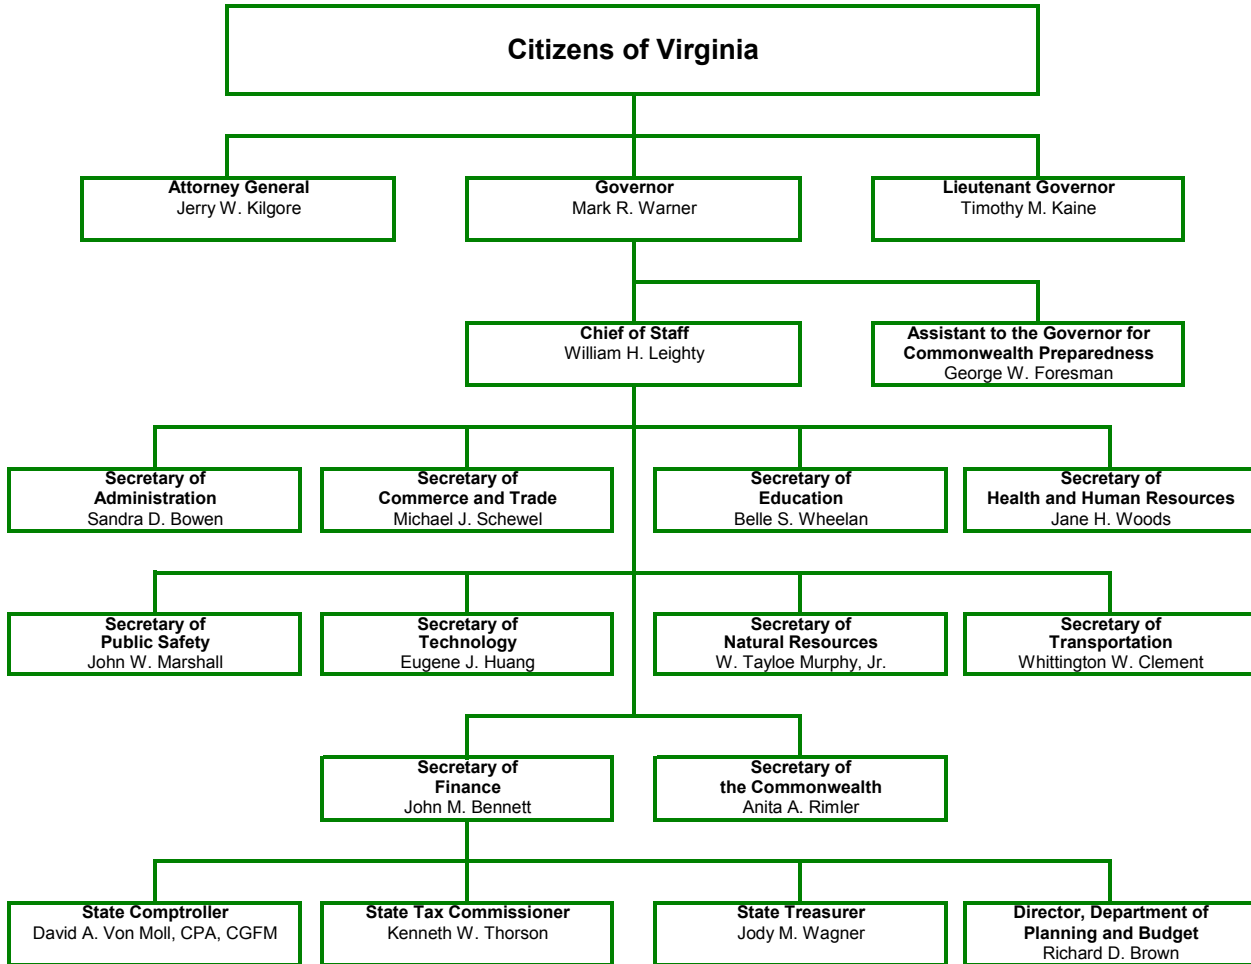 Citizens of Virginia
Attorney General
Jerry W. Kilgore
Governor
Mark R. Warner
Lieutenant Governor
Timothy M. Kaine
Chief of Staff
William H. Leighty
Assistant to the Governor for
Commonwealth Preparedness
George W. Foresman
Secretary of
Administration
Sandra D. Bowen
Secretary of
Commerce and Trade
Michael J. Schewel
Secretary of
Education
Belle S. Wheelan
Secretary of
Health and Human Resources
Jane H. Woods
Secretary of
Public Safety
John W. Marshall
Secretary of
Technology
Eugene J. Huang
Secretary of
Natural Resources
W. Tayloe Murphy, Jr.
Secretary of
Transportation
Whittington W. Clement
Secretary of
Finance
John M. Bennett
Secretary of
the Commonwealth
Anita A. Rimler
State Comptroller
David A. Von Moll, CPA, CGFM
State Tax Commissioner
Kenneth W. Thorson
State Treasurer
Jody M. Wagner
Director, Department of
Planning and Budget
Richard D. Brown